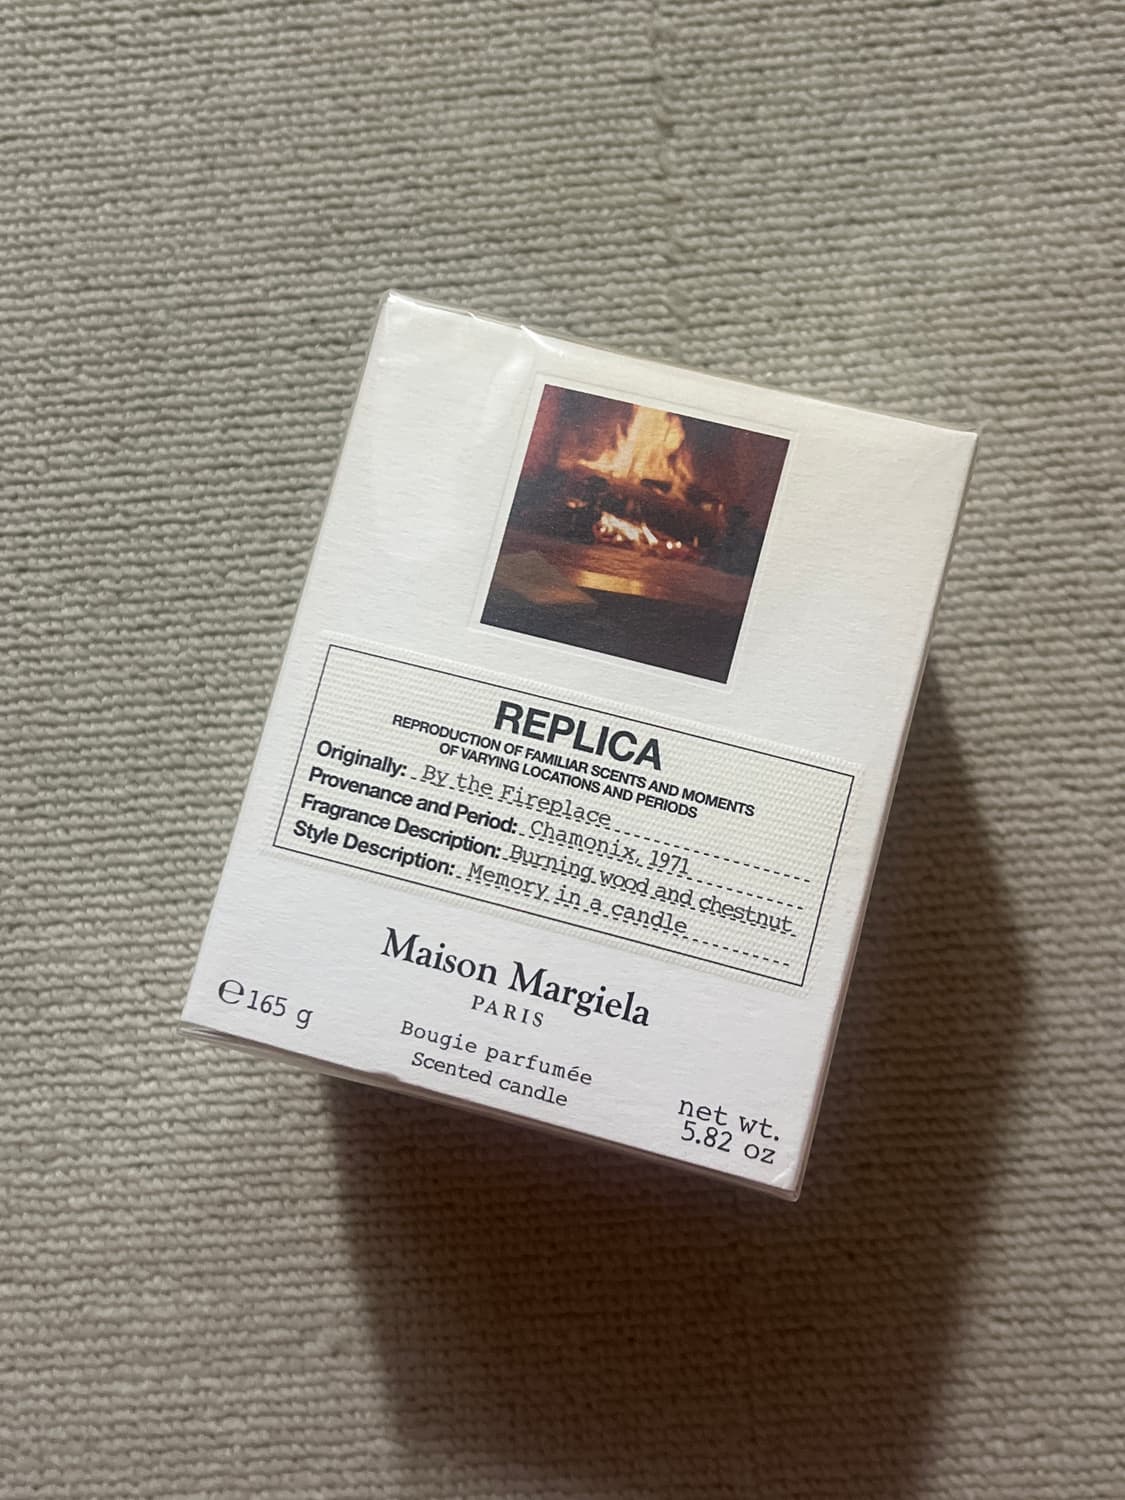 REPLICA
REPRODUCTION OF FAMILIAR SCENTS AND MOMENTS
OF VARYING LOCATIONS AND PERIODS
Originally: By the Fireplace
Provenance and Period: Chamonix, 1971
Fragrance Description: Burning wood and chestnut
Style Description: Memory in a candle
Maison Margiela
PARIS
℮165 g
Bougie parfumée
Scented candle
net wt.
5.82 oz